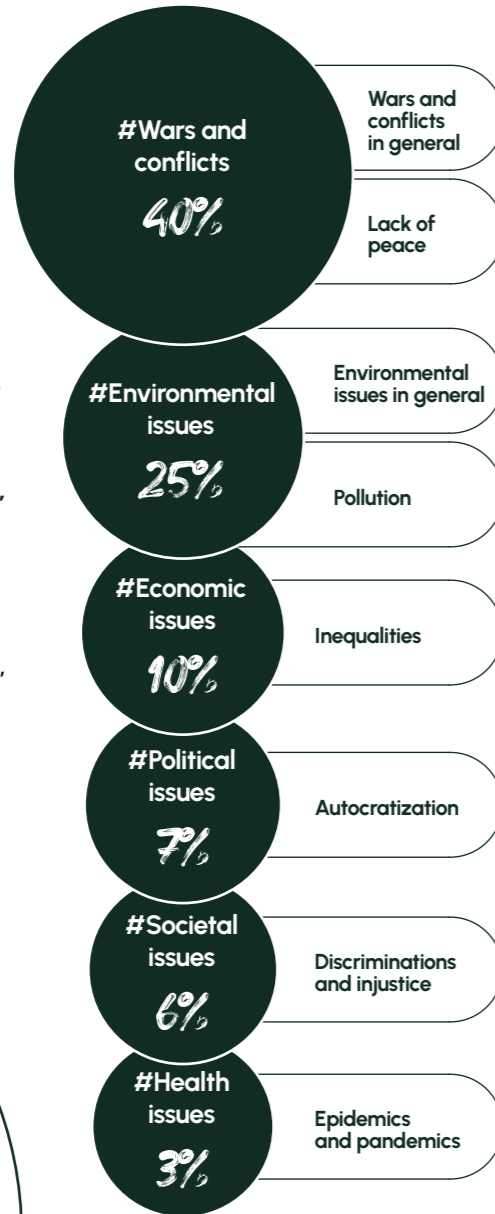 #Wars and
conflicts
40%
Wars and
conflicts
in general
Lack of
peace
#Environmental
issues
25%
Environmental
issues in general
Pollution
#Economic
issues
10%
Inequalities
#Political
issues
7%
Autocratization
#Societal
issues
6%
Discriminations
and injustice
#Health
issues
3%
Epidemics
and pandemics